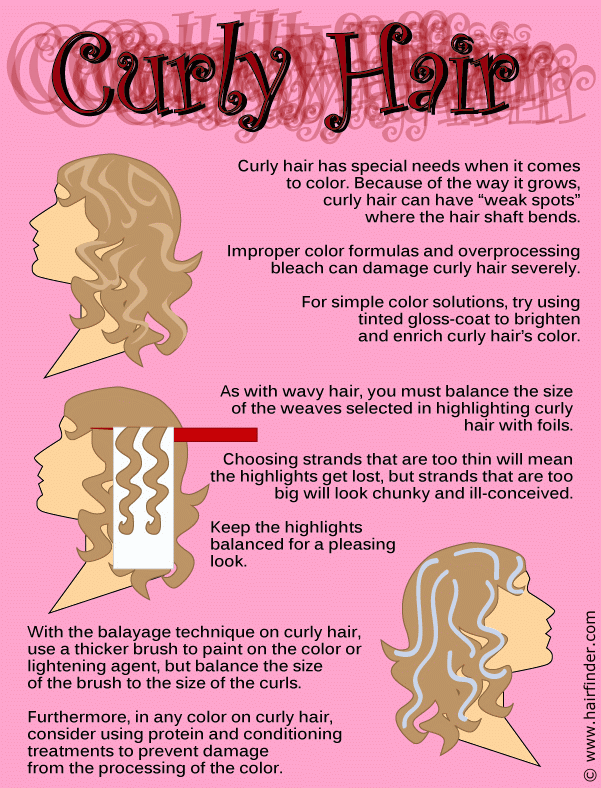 Curly Hair
Curly hair has special needs when it comes
to color. Because of the way it grows,
curly hair can have “weak spots”
where the hair shaft bends.
Improper color formulas and overprocessing
bleach can damage curly hair severely.
For simple color solutions, try using
tinted gloss-coat to brighten
and enrich curly hair's color.
As with wavy hair, you must balance the size
of the weaves selected in highlighting curly
hair with foils.
Choosing strands that are too thin will mean
the highlights get lost, but strands that are too
big will look chunky and ill-conceived.
Keep the highlights
balanced for a pleasing
look.
With the balayage technique on curly hair,
use a thicker brush to paint on the color or
lightening agent, but balance the size
of the brush to the size of the curls.
Furthermore, in any color on curly hair,
consider using protein and conditioning
treatments to prevent damage
from the processing of the color.
© www.hairfinder.com